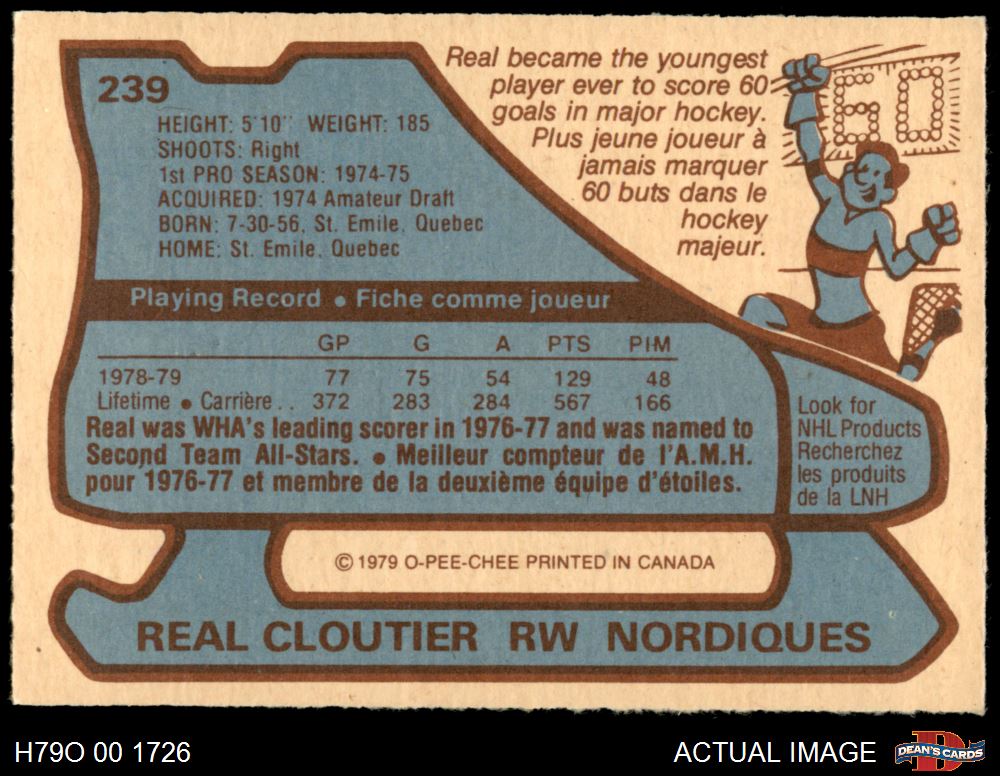 239
HEIGHT: 5'10" WEIGHT: 185
SHOOTS: Right
1st PRO SEASON: 1974-75
ACQUIRED: 1974 Amateur Draft
BORN: 7-30-56, St. Emile, Quebec
HOME: St. Emile, Quebec
Real became the youngest
player ever to score 60
goals in major hockey.
Plus jeune joueur à
jamais marquer
60 buts dans le
hockey
majeur.
60
Playing Record • Fiche comme joueur
GP G A PTS PIM
1978-79 77 75 54 129 48
Lifetime • Carrière.. 372 283 284 567 166
Real was WHA's leading scorer in 1976-77 and was named to
Second Team All-Stars. • Meilleur compteur de l'A.M.H.
pour 1976-77 et membre de la deuxième équipe d'étoiles.
Look for
NHL Products
Recherchez
les produits
de la LNH
© 1979 O-PEE-CHEE PRINTED IN CANADA
REAL CLOUTIER RW NORDIQUES
H79O 00 1726
ACTUAL IMAGE
D
DEAN'S CARDS